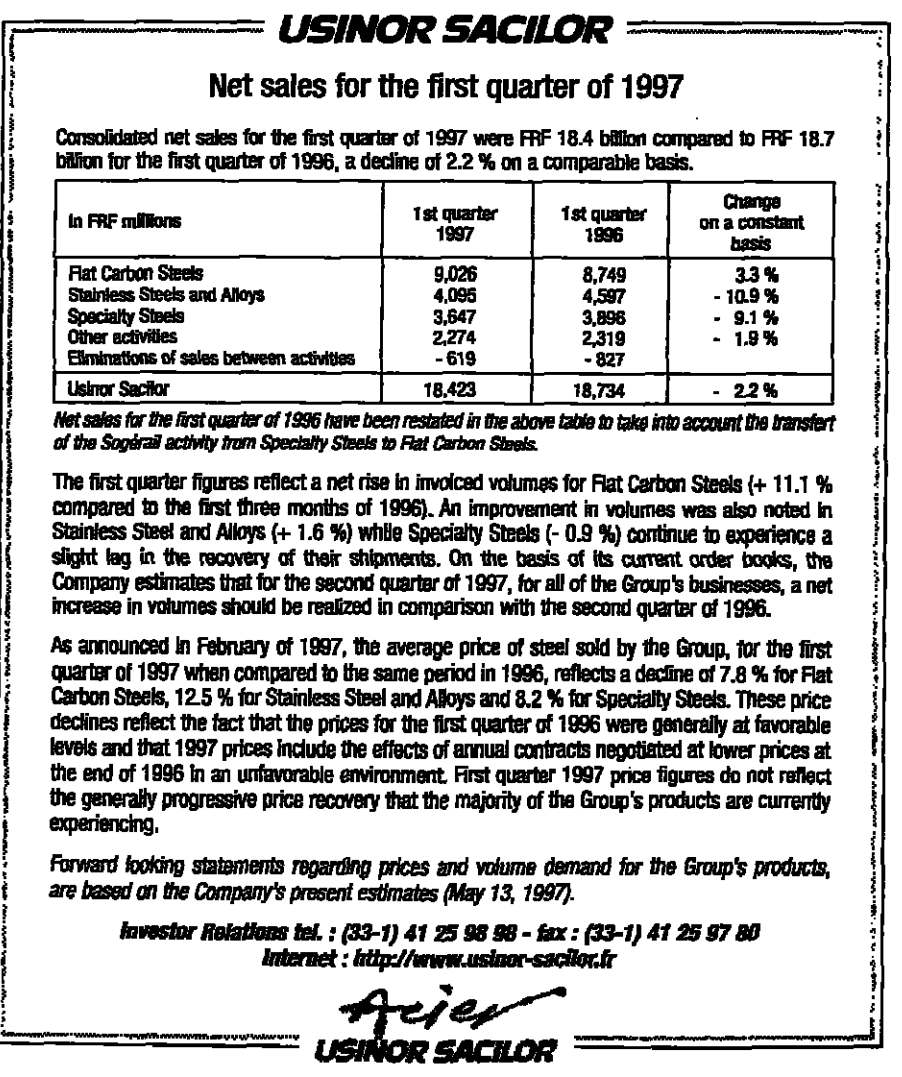 USINOR SACILOR
Net sales for the first quarter of 1997
Consolidated net sales for the first quarter of 1997 were FRF 18.4 billion compared to FRF 18.7
billion for the first quarter of 1996, a decline of 2.2 % on a comparable basis.
In FRF millions | 1st quarter 1997 | 1st quarter 1996 | Change on a constant basis
Flat Carbon Steels 9,026 8,749 3.3 %
Stainless Steels and Alloys 4,095 4,597 - 10.9 %
Specialty Steels 3,647 3,896 - 9.1 %
Other activities 2,274 2,319 - 1.9 %
Eliminations of sales between activities - 619 - 827
Usinor Sacilor 18,423 18,734 - 2.2 %
Net sales for the first quarter of 1996 have been restated in the above table to take into account the transfert
of the Sogérail activity from Specialty Steels to Flat Carbon Steels.
The first quarter figures reflect a net rise in invoiced volumes for Flat Carbon Steels (+ 11.1 %
compared to the first three months of 1996). An improvement in volumes was also noted in
Stainless Steel and Alloys (+ 1.6 %) while Specialty Steels (- 0.9 %) continue to experience a
slight lag in the recovery of their shipments. On the basis of its current order books, the
Company estimates that for the second quarter of 1997, for all of the Group's businesses, a net
increase in volumes should be realized in comparison with the second quarter of 1996.
As announced in February of 1997, the average price of steel sold by the Group, for the first
quarter of 1997 when compared to the same period in 1996, reflects a decline of 7.8 % for Flat
Carbon Steels, 12.5 % for Stainless Steel and Alloys and 8.2 % for Specialty Steels. These price
declines reflect the fact that the prices for the first quarter of 1996 were generally at favorable
levels and that 1997 prices include the effects of annual contracts negotiated at lower prices at
the end of 1996 in an unfavorable environment. First quarter 1997 price figures do not reflect
the generally progressive price recovery that the majority of the Group's products are currently
experiencing.
Forward looking statements regarding prices and volume demand for the Group's products,
are based on the Company's present estimates (May 13, 1997).
Investor Relations tel. : (33-1) 41 25 98 98 - fax : (33-1) 41 25 97 80
Internet : http://www.usinor-sacilor.fr
Acier
USINOR SACILOR